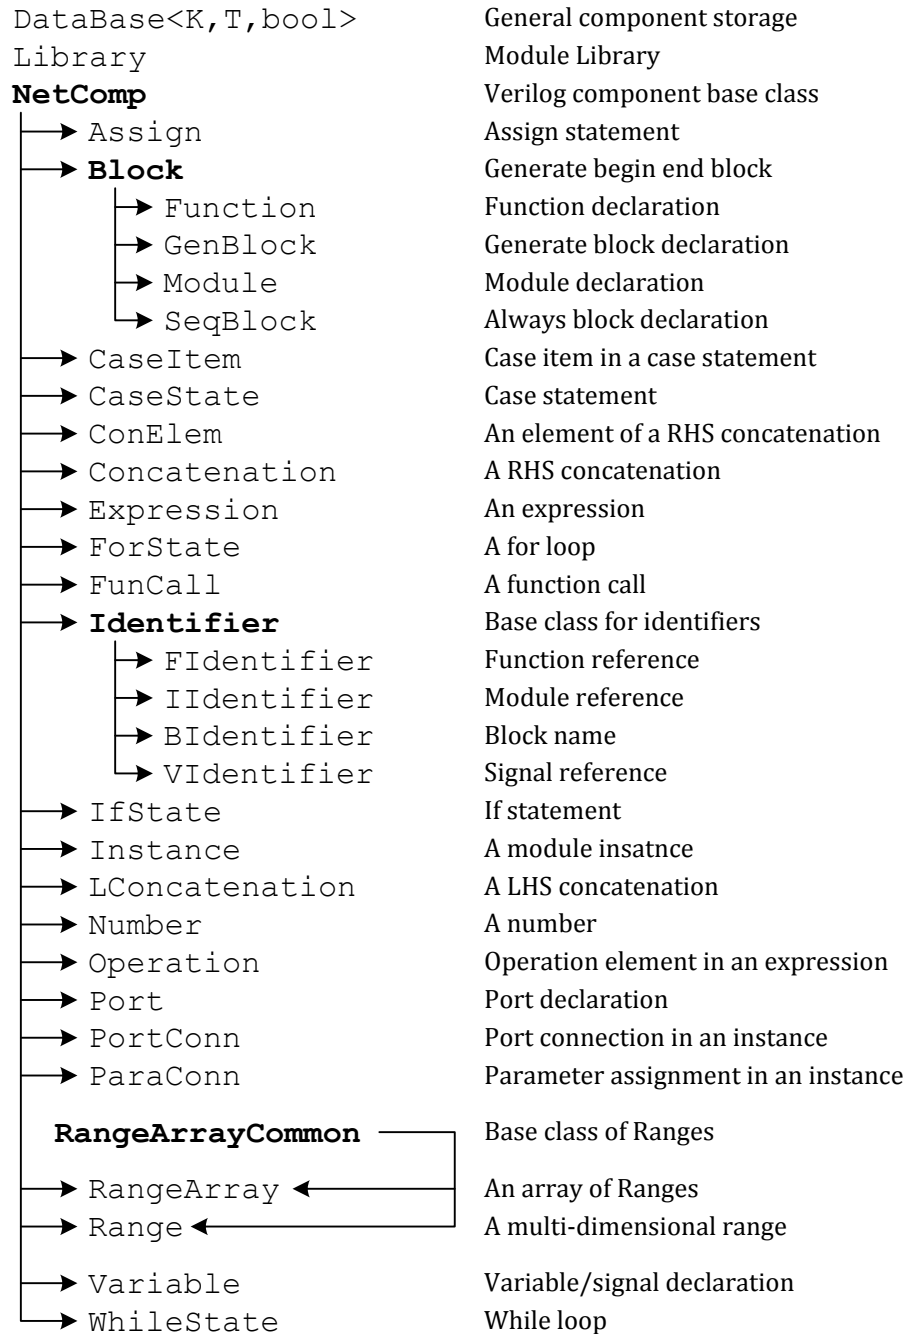 DataBase<K,T,bool> General component storage
Library Module Library
NetComp Verilog component base class
Assign Assign statement
Block Generate begin end block
Function Function declaration
GenBlock Generate block declaration
Module Module declaration
SeqBlock Always block declaration
CaseItem Case item in a case statement
CaseState Case statement
ConElem An element of a RHS concatenation
Concatenation A RHS concatenation
Expression An expression
ForState A for loop
FunCall A function call
Identifier Base class for identifiers
FIdentifier Function reference
IIdentifier Module reference
BIdentifier Block name
VIdentifier Signal reference
IfState If statement
Instance A module insatnce
LConcatenation A LHS concatenation
Number A number
Operation Operation element in an expression
Port Port declaration
PortConn Port connection in an instance
ParaConn Parameter assignment in an instance
RangeArrayCommon Base class of Ranges
RangeArray An array of Ranges
Range A multi-dimensional range
Variable Variable/signal declaration
WhileState While loop